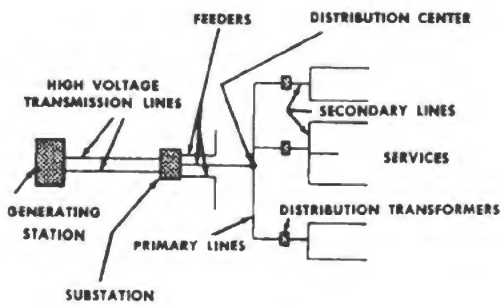 FEEDERS
DISTRIBUTION CENTER
HIGH VOLTAGE
TRANSMISSION LINES
SECONDARY LINES
SERVICES
GENERATING
STATION
DISTRIBUTION TRANSFORMERS
PRIMARY LINES
SUBSTATION